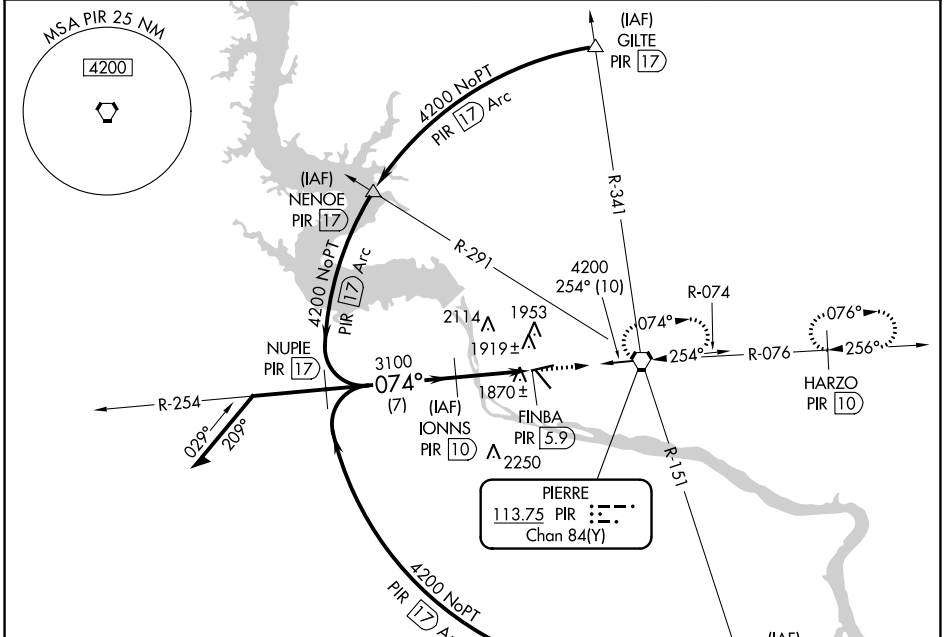 MSA PIR 25 NM
4200
(IAF)
GILTE
PIR 17
4200 NoPT
PIR 17 Arc
(IAF)
NENOE
PIR 17
R-341
R-291
4200 NoPT
PIR 17 Arc
4200
254° (10)
R-074
074°
254°
R-076
076°
256°
HARZO
PIR 10
2114
1953
1919±
1870±
NUPIE
PIR 17
3100
074°
(7)
(IAF)
IONNS
PIR 10
FINBA
PIR 5.9
2250
R-254
029°
209°
R-151
PIERRE
113.75 PIR
Chan 84(Y)
4200 NoPT
PIR 17 Arc
(IAF)